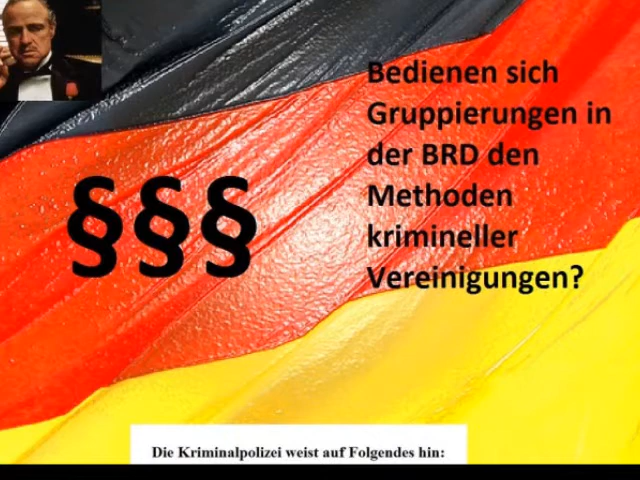 Bedienen sich
Gruppierungen in
der BRD den
Methoden
krimineller
Vereinigungen?
§§§
Die Kriminalpolizei weist auf Folgendes hin: